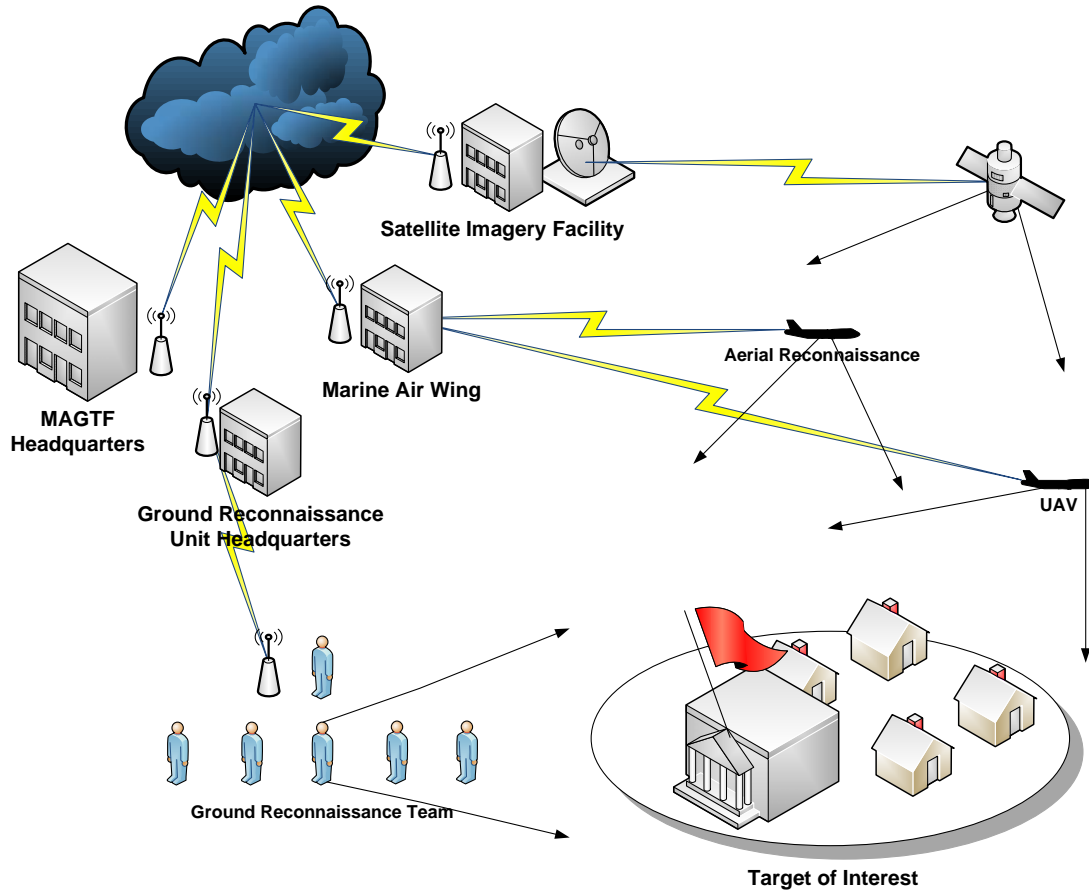 Satellite Imagery Facility
Aerial Reconnaissance
Marine Air Wing
MAGTF
Headquarters
UAV
Ground Reconnaissance
Unit Headquarters
Ground Reconnaissance Team
Target of Interest